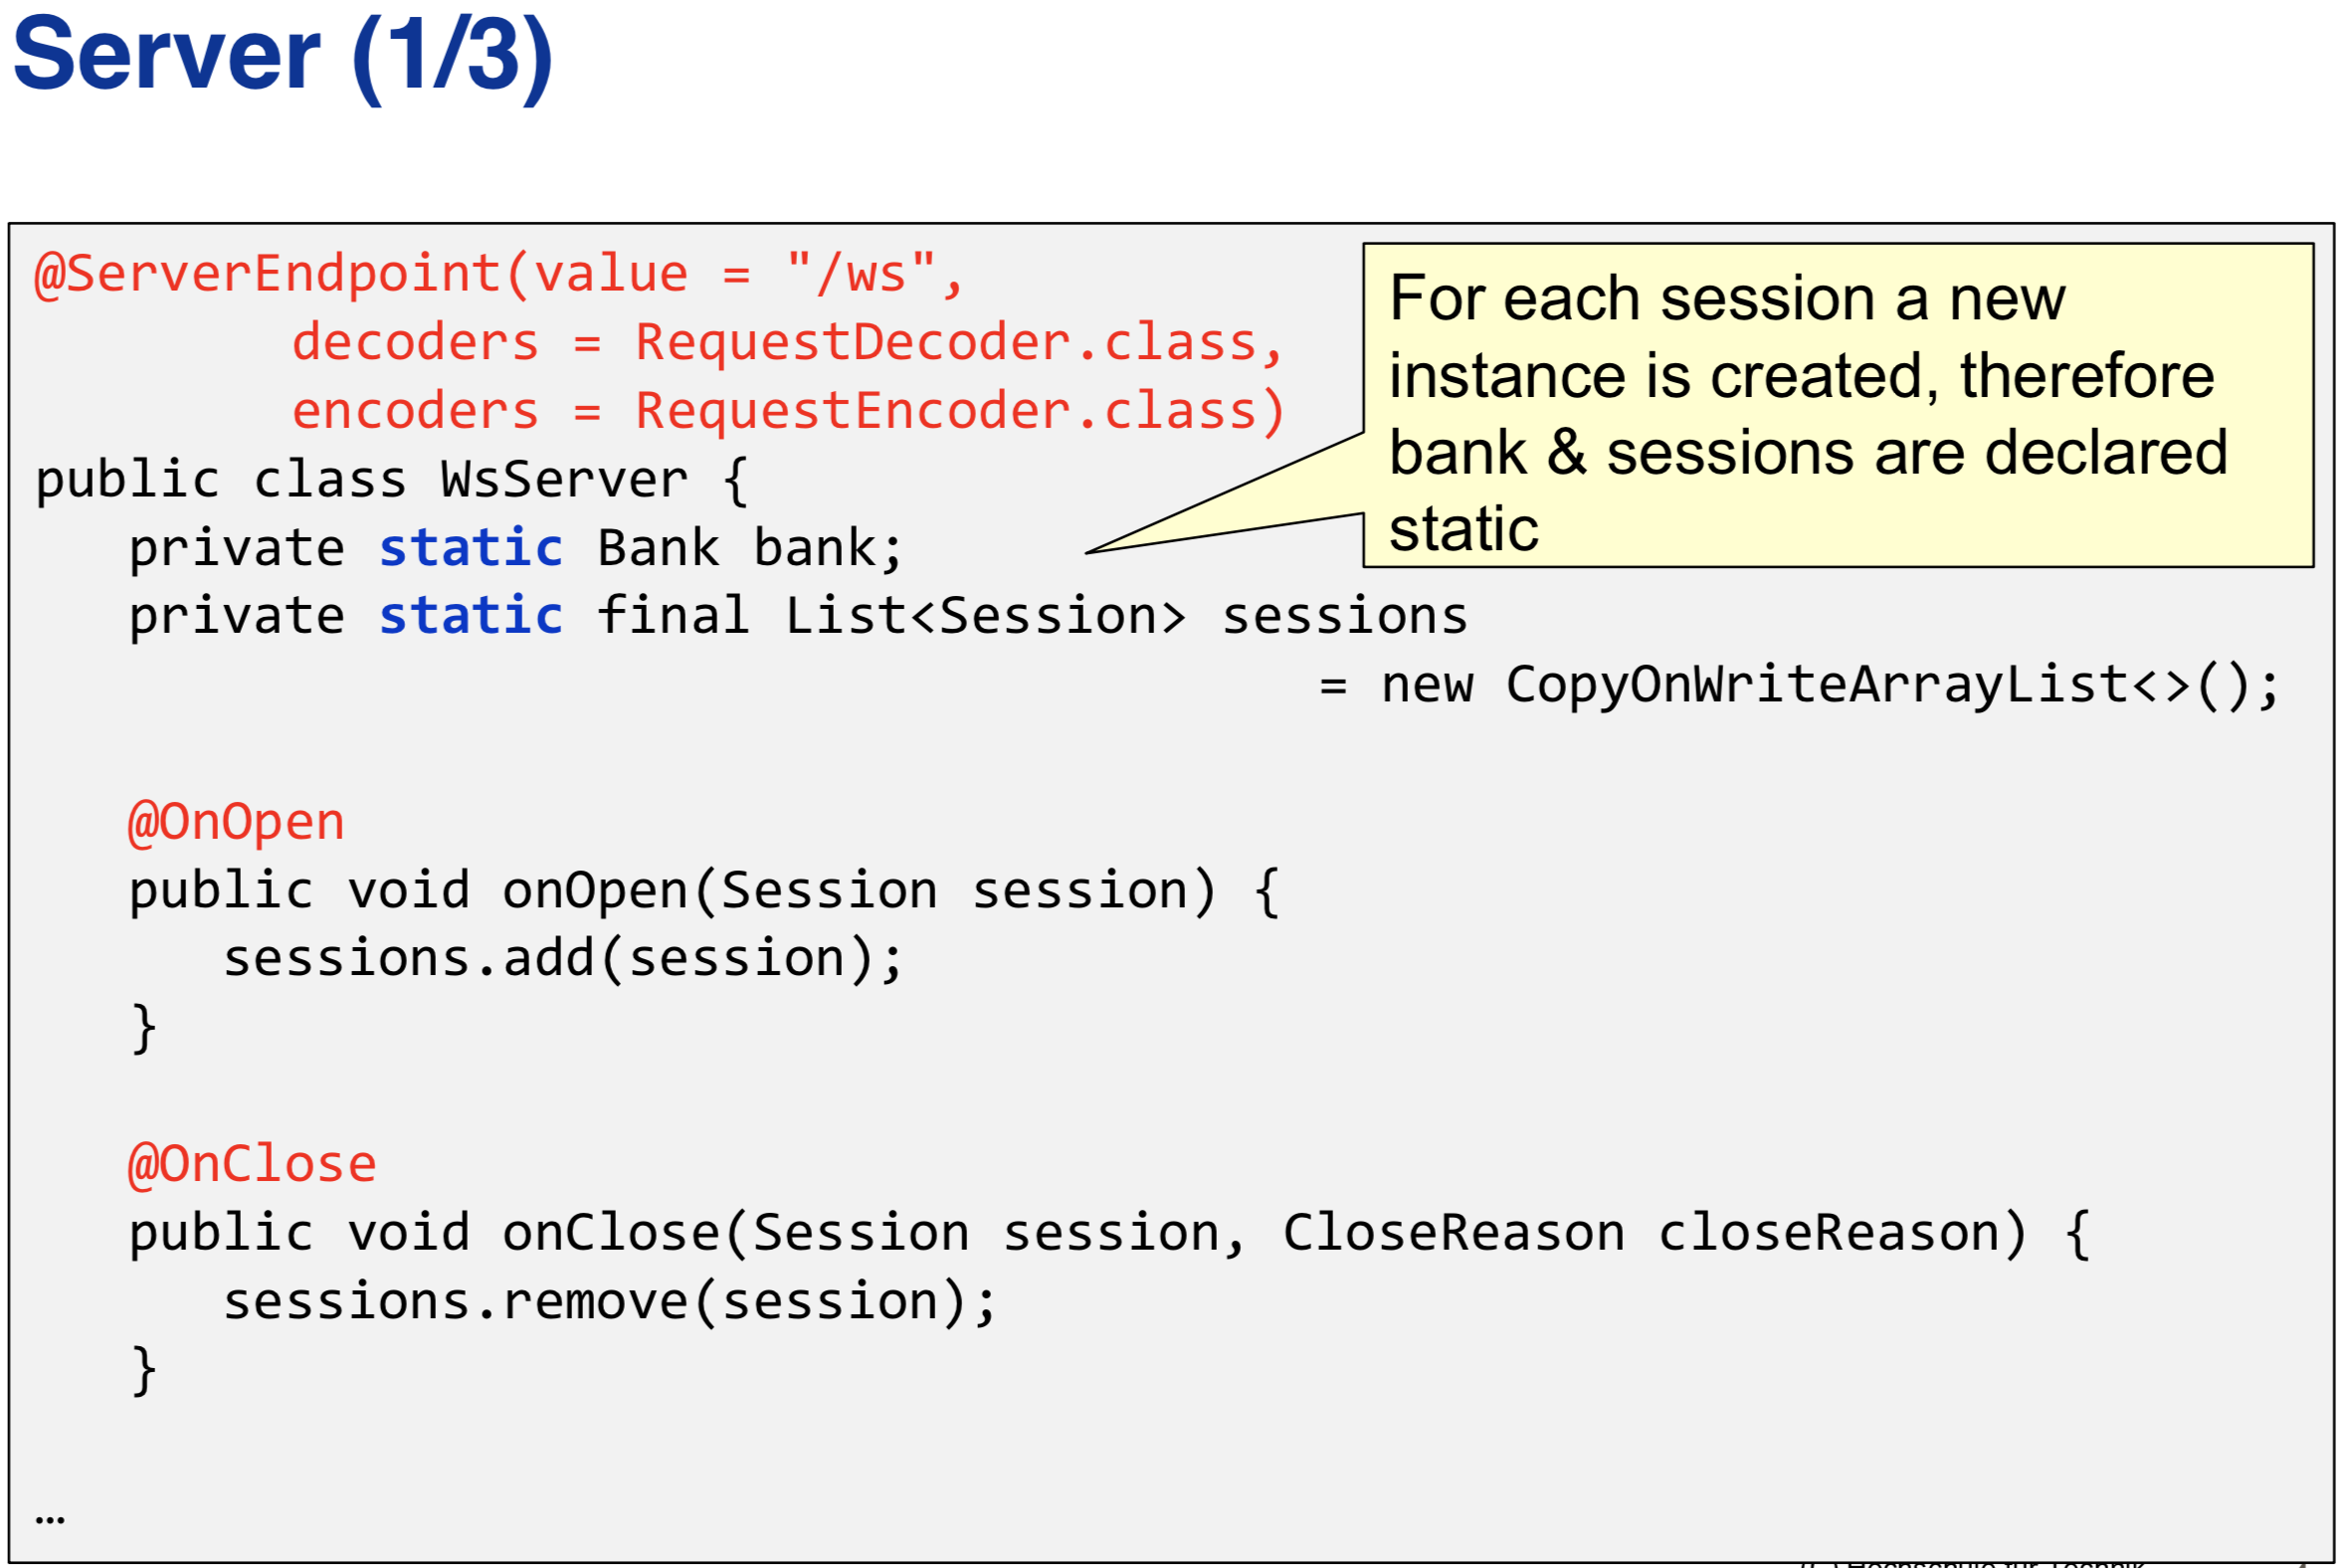 Server (1/3)
@ServerEndpoint(value = "/ws",
decoders = RequestDecoder.class,
encoders = RequestEncoder.class)
public class WsServer {
private static Bank bank;
private static final List<Session> sessions
= new CopyOnWriteArrayList<>();
For each session a new
instance is created, therefore
bank & sessions are declared
static
@OnOpen
public void onOpen(Session session) {
sessions.add(session);
}
@OnClose
public void onClose(Session session, CloseReason closeReason) {
sessions.remove(session);
}
…
(C) Hochschule für Technik